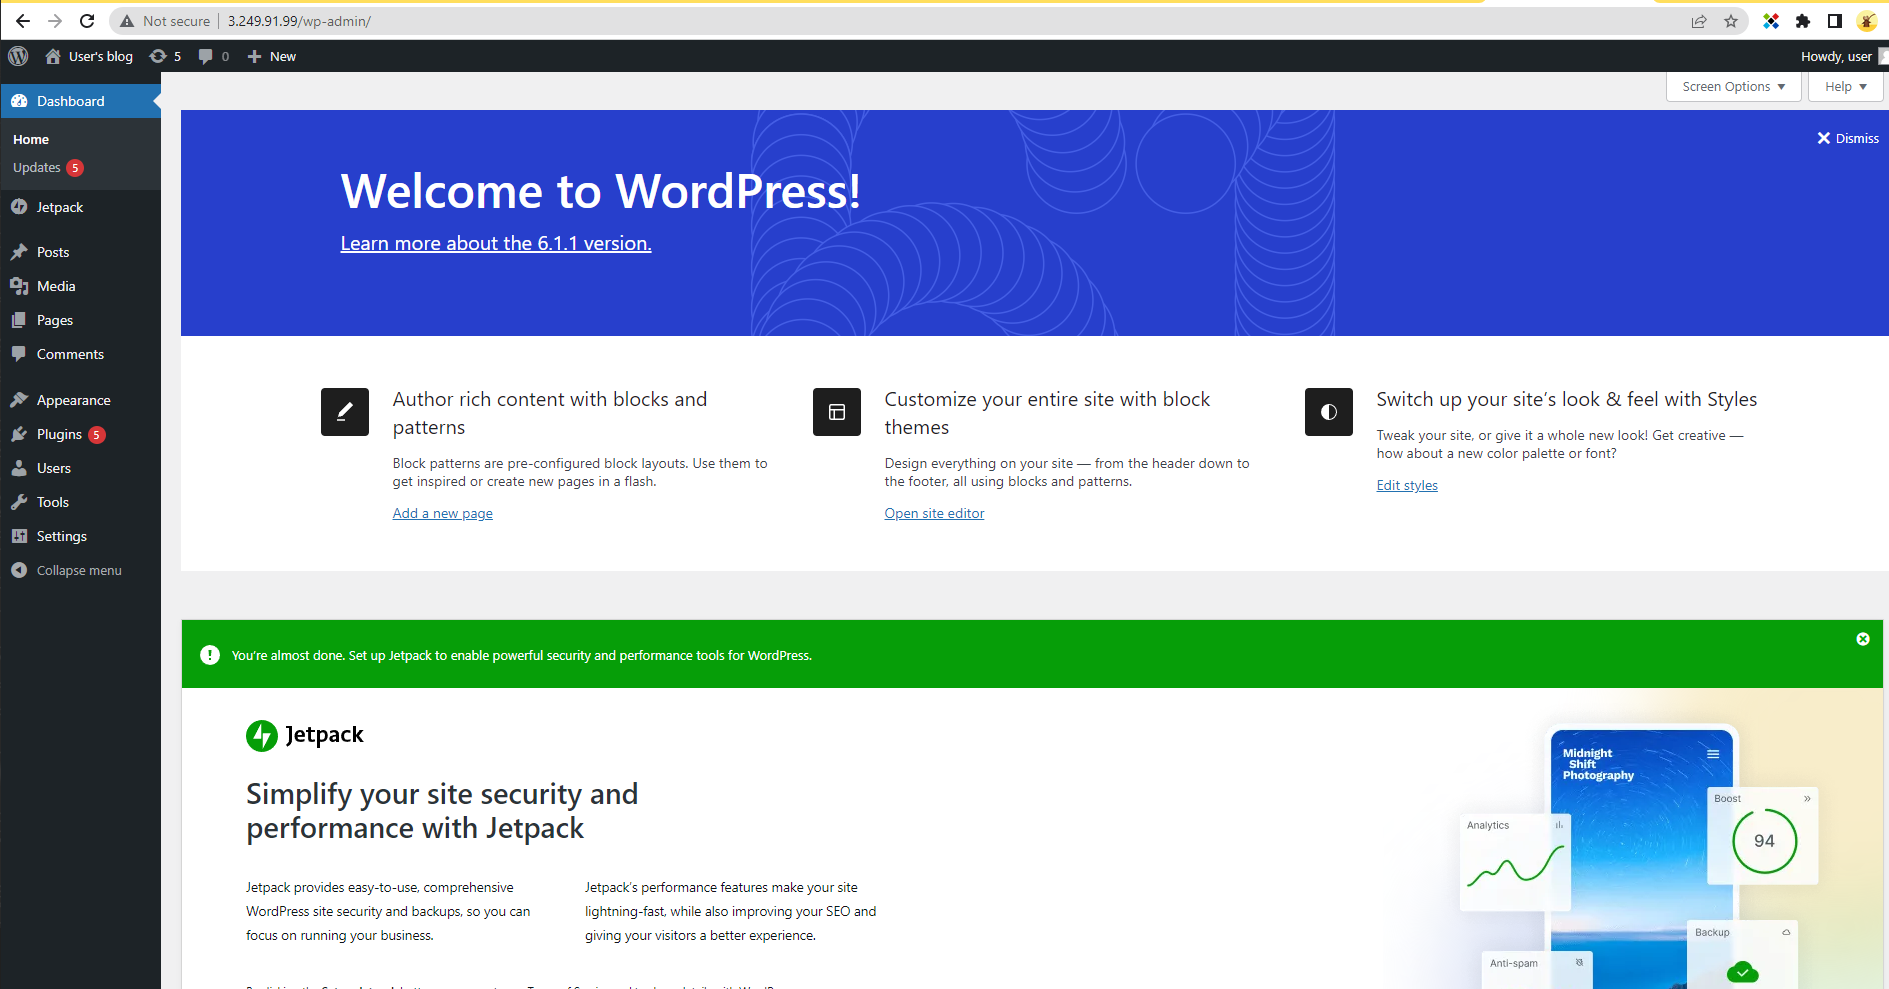 Not secure | 3.249.91.99/wp-admin/
User's blog 5 0 New Howdy, user
Dashboard
Home
Updates 5
Jetpack
Posts
Media
Pages
Comments
Appearance
Plugins 5
Users
Tools
Settings
Collapse menu
Screen Options Help
Dismiss
Welcome to WordPress!
Learn more about the 6.1.1 version.
Author rich content with blocks and
patterns
Block patterns are pre-configured block layouts. Use them to
get inspired or create new pages in a flash.
Add a new page
Customize your entire site with block
themes
Design everything on your site — from the header down to
the footer, all using blocks and patterns.
Open site editor
Switch up your site’s look & feel with Styles
Tweak your site, or give it a whole new look! Get creative —
how about a new color palette or font?
Edit styles
You’re almost done. Set up Jetpack to enable powerful security and performance tools for WordPress.
Jetpack
Simplify your site security and
performance with Jetpack
Jetpack provides easy-to-use, comprehensive
WordPress site security and backups, so you can
focus on running your business.
Jetpack’s performance features make your site
lightning-fast, while also improving your SEO and
giving your visitors a better experience.
Midnight
Shift
Photography
Boost
94
Analytics
Backup
Anti-spam